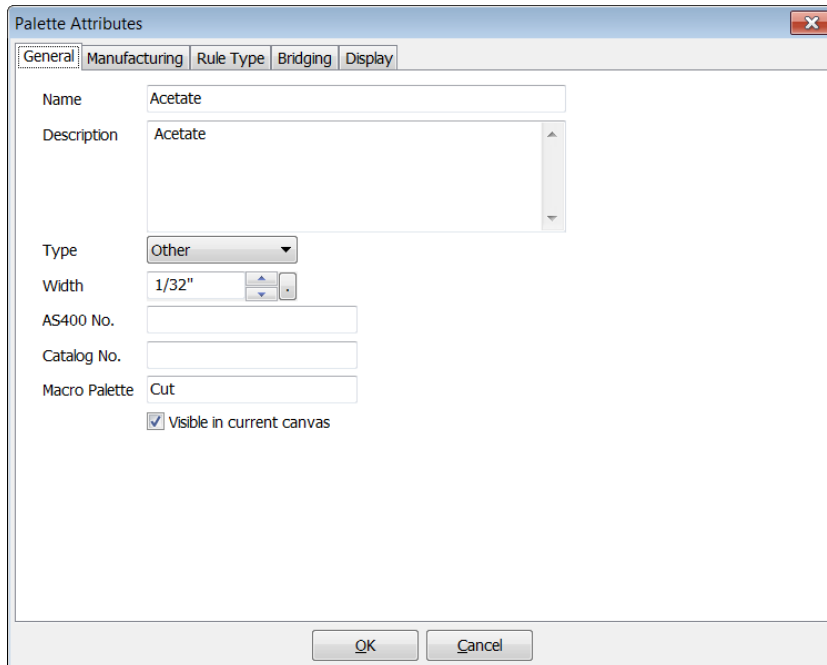 Palette Attributes
General Manufacturing Rule Type Bridging Display
Name Acetate
Description Acetate
Type Other
Width 1/32" .
AS400 No.
Catalog No.
Macro Palette Cut
Visible in current canvas
OK Cancel